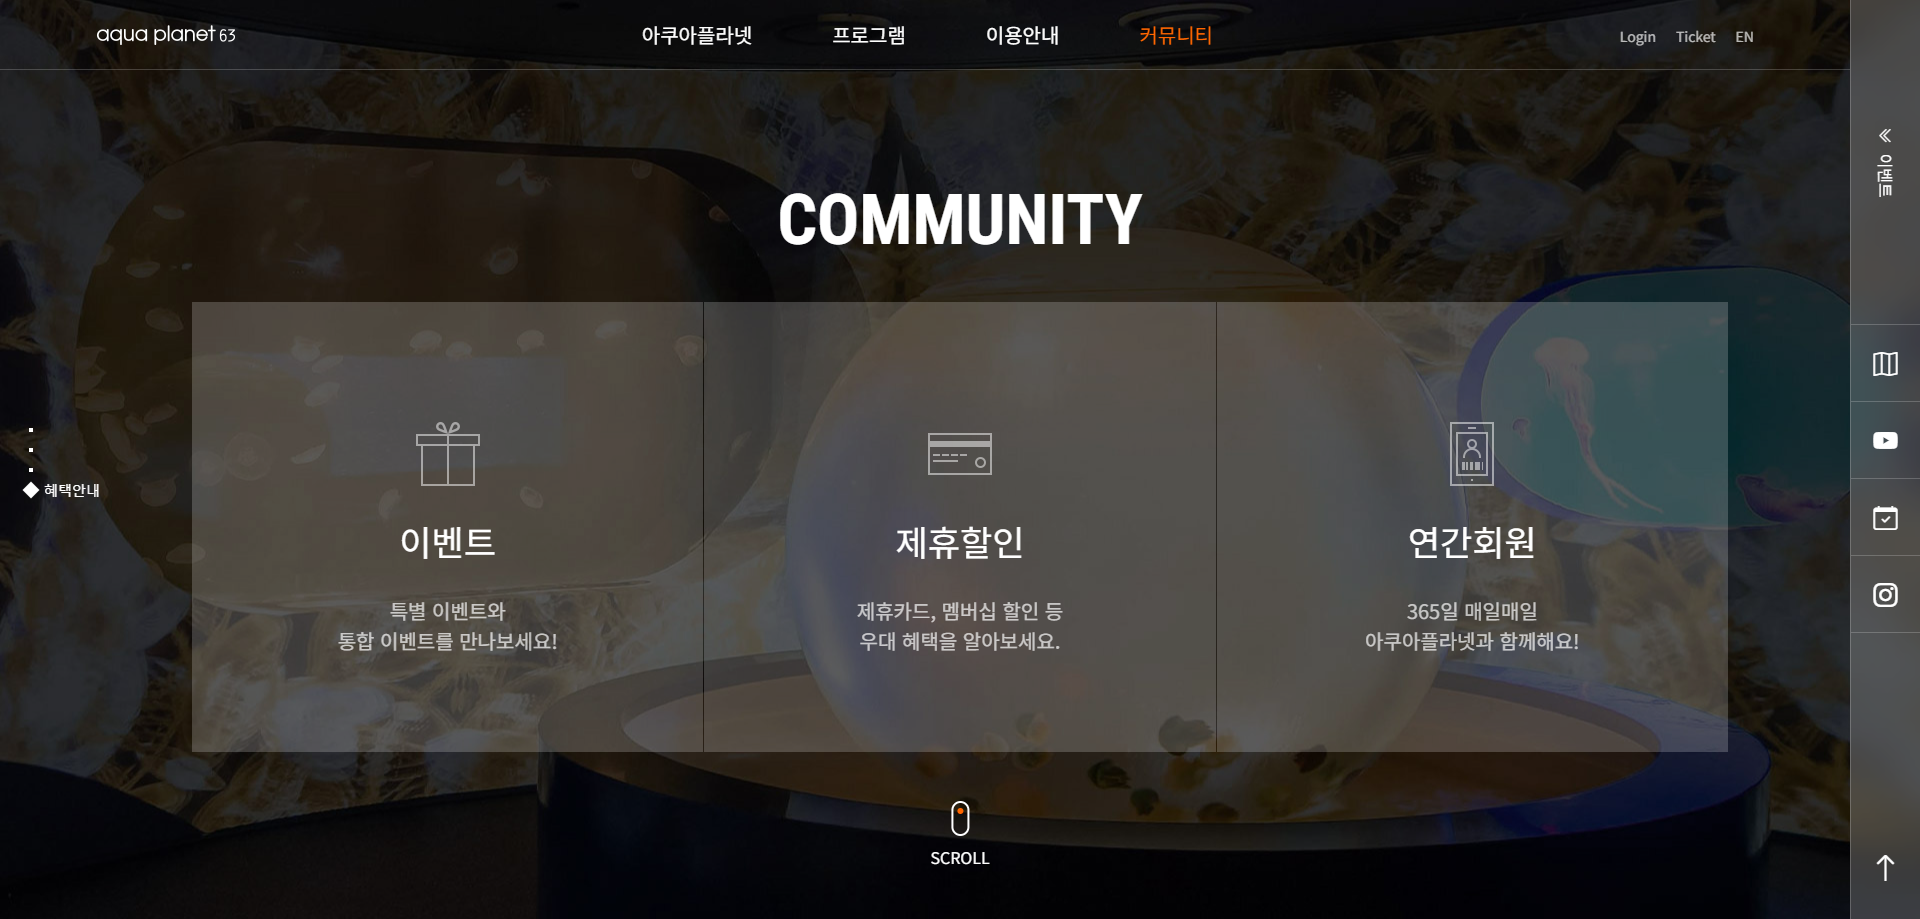 aqua planet 63
아쿠아플라넷
프로그램
이용안내
커뮤니티
Login
Ticket
EN
이벤트
COMMUNITY
혜택안내
이벤트
특별 이벤트와
통합 이벤트를 만나보세요!
제휴할인
제휴카드, 멤버십 할인 등
우대 혜택을 알아보세요.
연간회원
365일 매일매일
아쿠아플라넷과 함께해요!
SCROLL